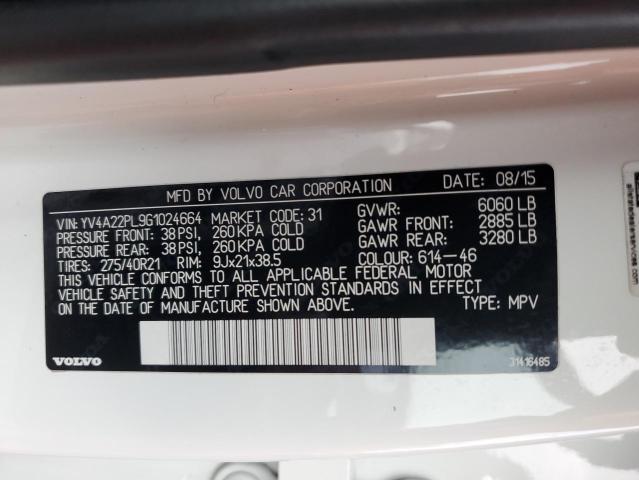 MFD BY VOLVO CAR CORPORATION DATE: 08/15
VIN: YV4A22PL9G1024664 MARKET CODE: 31 GVWR: 6060 LB
PRESSURE FRONT: 38 PSI, 260 KPA COLD GAWR FRONT: 2885 LB
PRESSURE REAR: 38 PSI, 260 KPA COLD GAWR REAR: 3280 LB
TIRES: 275/40R21 RIM: 9Jx21x38.5 COLOUR: 614-46
THIS VEHICLE CONFORMS TO ALL APPLICABLE FEDERAL MOTOR
VEHICLE SAFETY AND THEFT PREVENTION STANDARDS IN EFFECT
ON THE DATE OF MANUFACTURE SHOWN ABOVE. TYPE: MPV
VOLVO 31416485